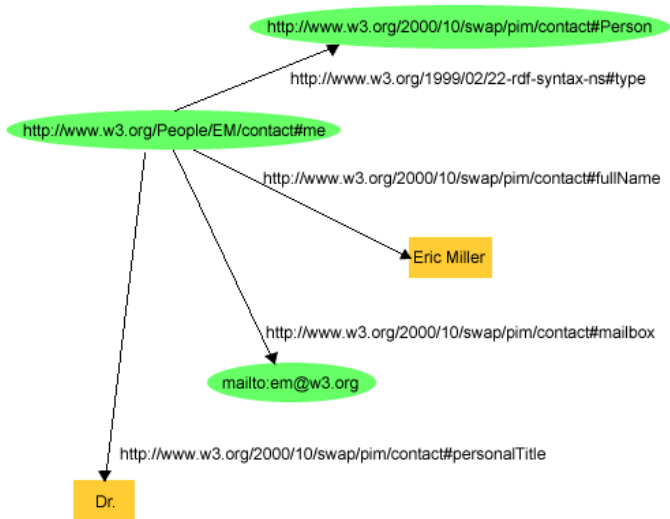 http://www.w3.org/2000/10/swap/pim/contact#Person
http://www.w3.org/1999/02/22-rdf-syntax-ns#type
http://www.w3.org/People/EM/contact#me
http://www.w3.org/2000/10/swap/pim/contact#fullName
Eric Miller
http://www.w3.org/2000/10/swap/pim/contact#mailbox
mailto:em@w3.org
http://www.w3.org/2000/10/swap/pim/contact#personalTitle
Dr.